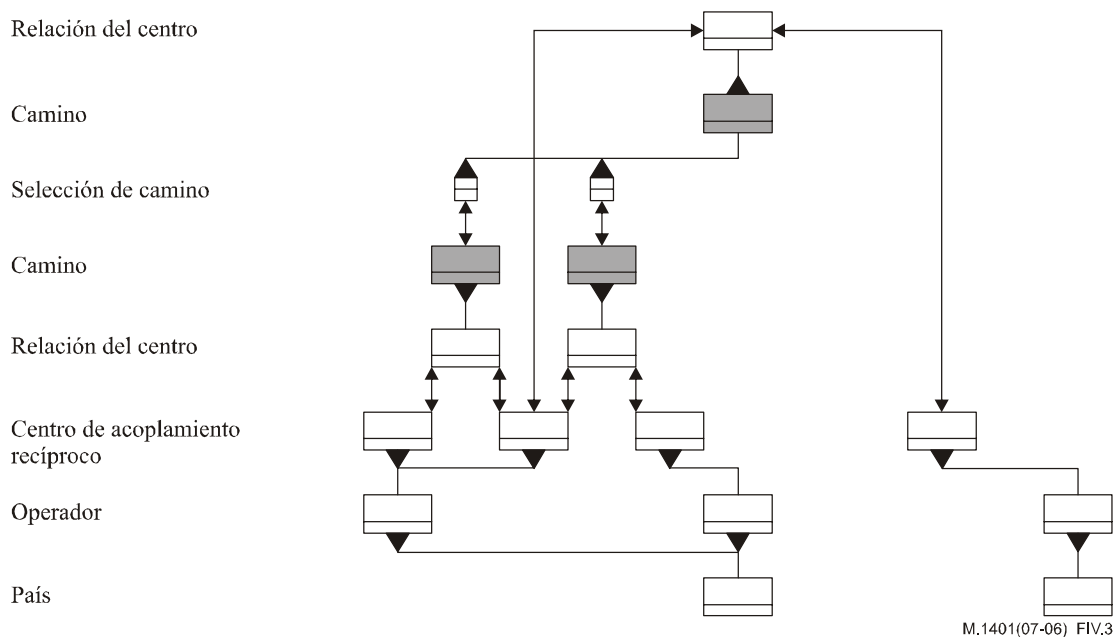 Relación del centro
Camino
Selección de camino
Camino
Relación del centro
Centro de acoplamiento
recíproco
Operador
País
M.1401(07-06)_FIV.3